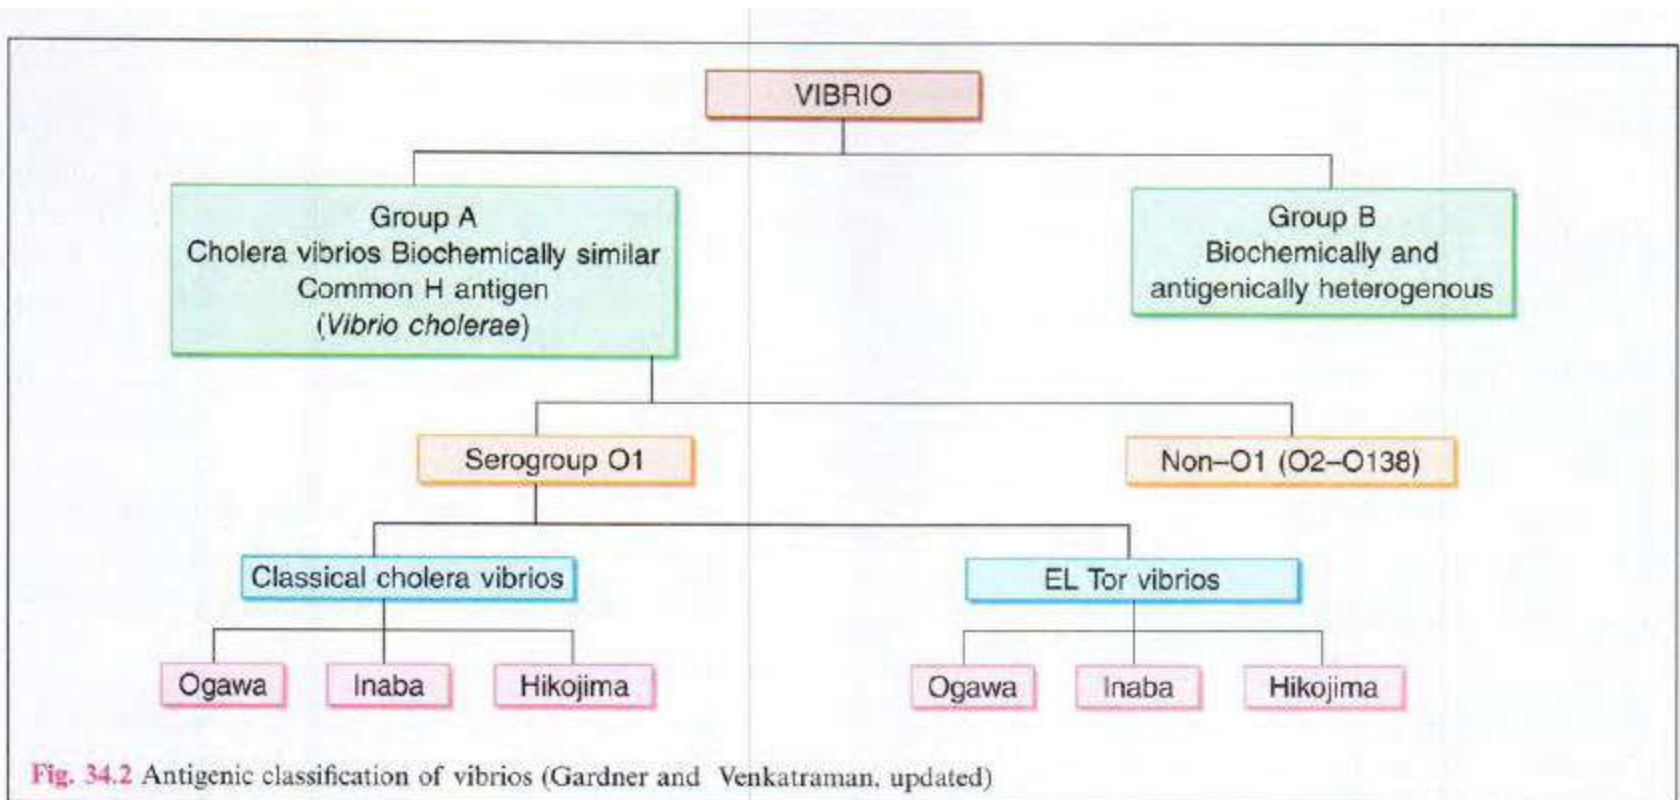 VIBRIO
Group A
Cholera vibrios Biochemically similar
Common H antigen
(Vibrio cholerae)
Group B
Biochemically and
antigenically heterogenous
Serogroup O1
Non–O1 (O2–O138)
Classical cholera vibrios
EL Tor vibrios
Ogawa
Inaba
Hikojima
Ogawa
Inaba
Hikojima
Fig. 34.2 Antigenic classification of vibrios (Gardner and Venkatraman, updated)